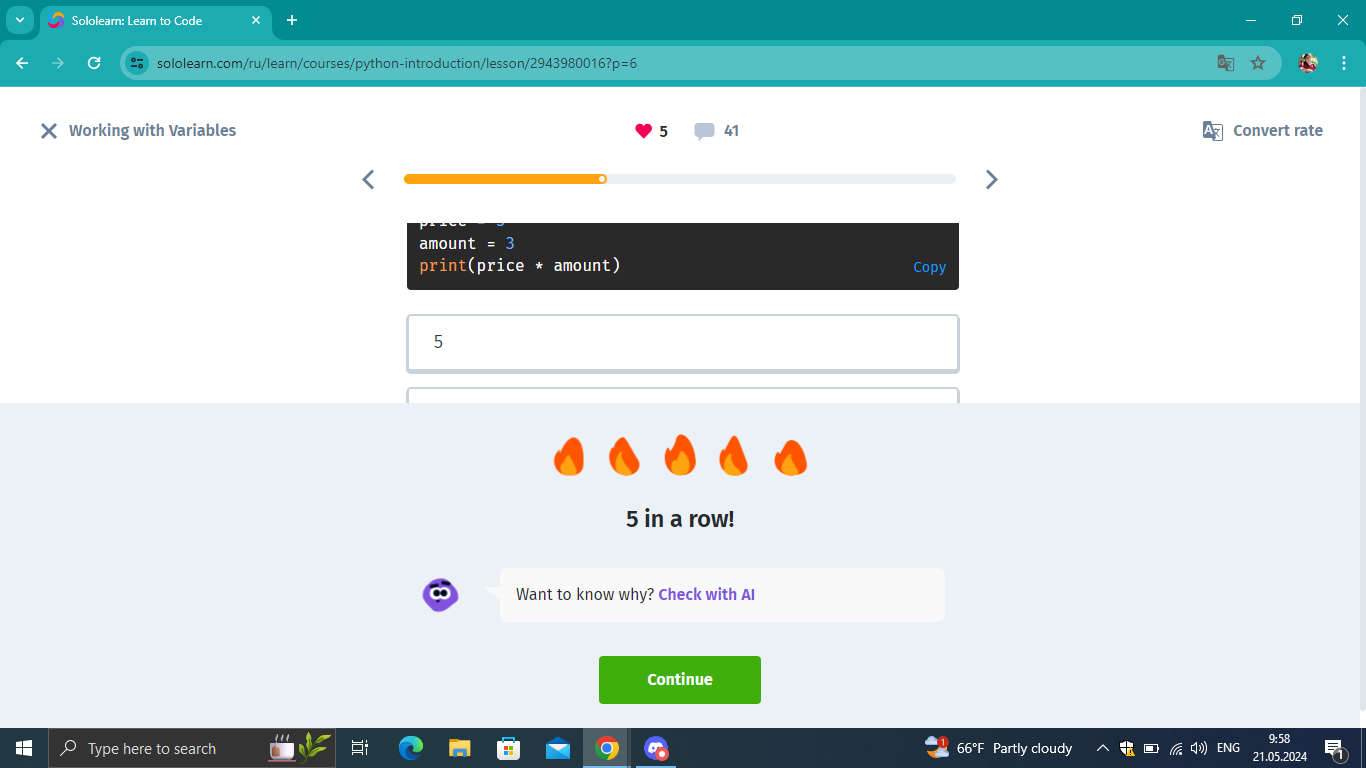 Sololearn: Learn to Code
sololearn.com/ru/learn/courses/python-introduction/lesson/2943980016?p=6
Working with Variables
5
41
Convert rate
price =
amount = 3
print(price * amount)
Copy
5
5 in a row!
Want to know why? Check with AI
Continue
Type here to search
66°F Partly cloudy
ENG
9:58
21.05.2024
1
1